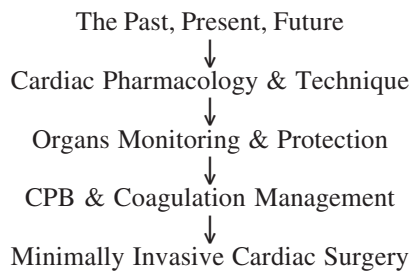 The Past, Present, Future
Cardiac Pharmacology & Technique
Organs Monitoring & Protection
CPB & Coagulation Management
Minimally Invasive Cardiac Surgery